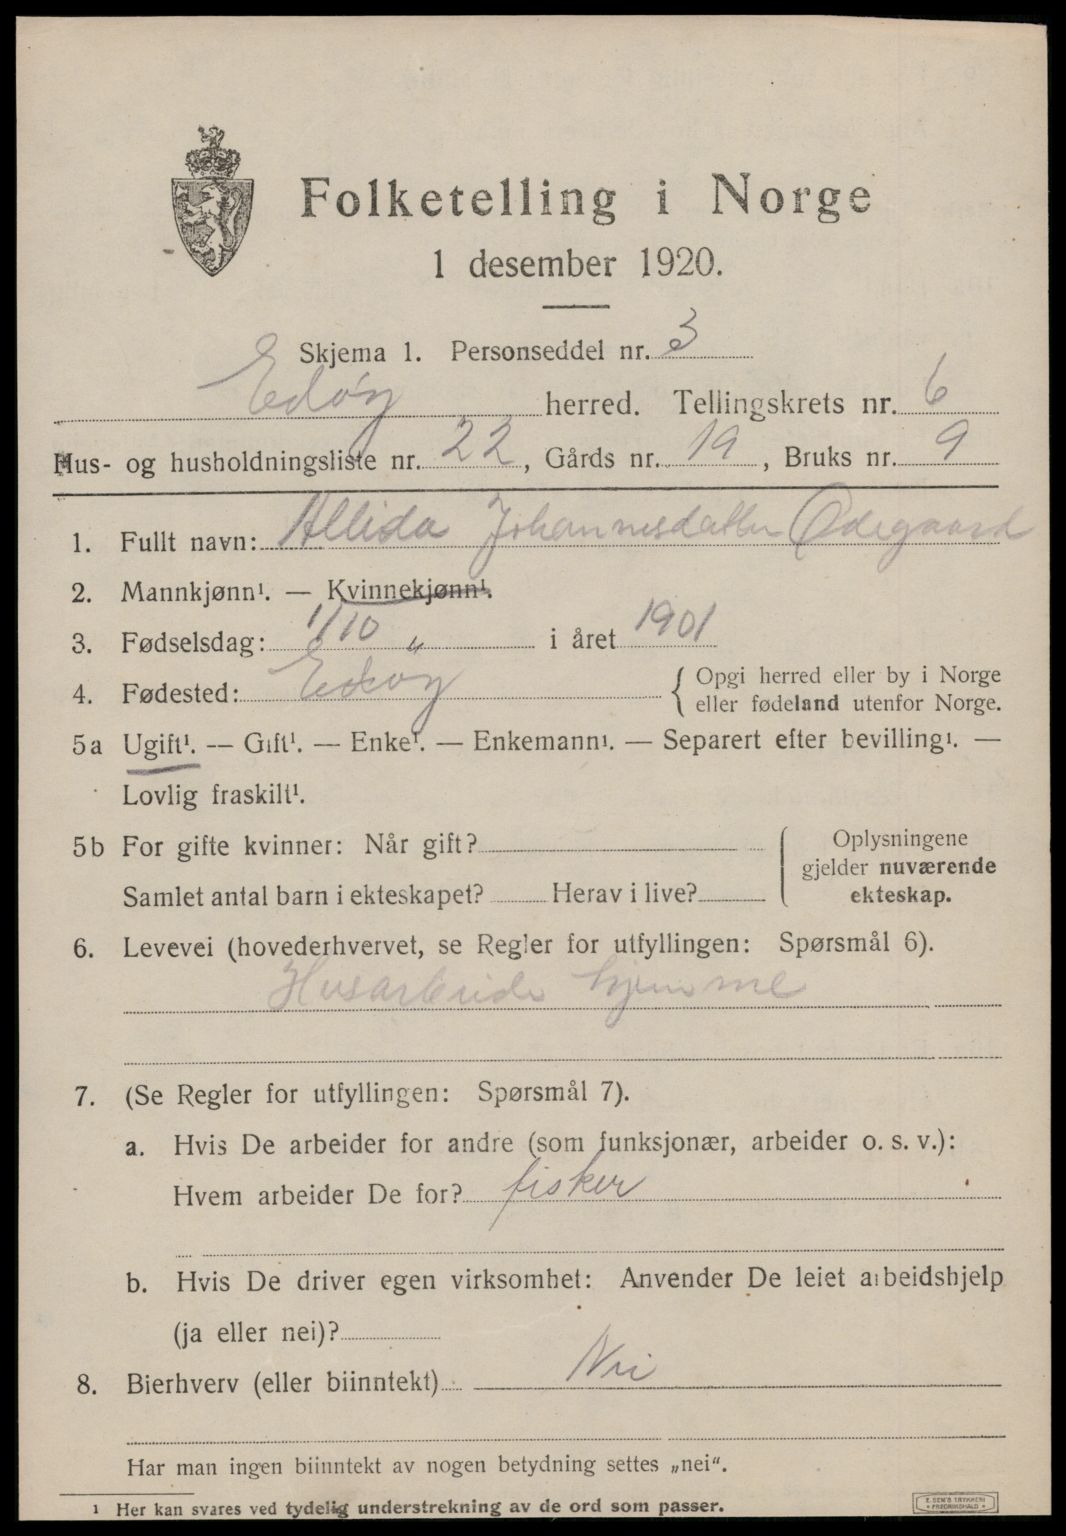 Folketelling i Norge
1 desember 1920.
Skjema 1. Personseddel nr. 3
Edöy herred. Tellingskrets nr. 6
Hus- og husholdningsliste nr. 22, Gårds nr. 19, Bruks nr. 9
1. Fullt navn: Allida Johannesdatter Ødegaard
2. Mannkjønn¹. — Kvinnekjønn¹.
3. Fødselsdag: 1/10 „ i året 1901
4. Fødested: Edøy { Opgi herred eller by i Norge
eller fødeland utenfor Norge.
5a Ugift¹. — Gift¹. — Enke¹. — Enkemann¹. — Separert efter bevilling¹. —
Lovlig fraskilt¹.
5b For gifte kvinner: Når gift? { Oplysningene
gjelder nuværende
Samlet antal barn i ekteskapet? Herav i live? ekteskap.
6. Levevei (hovederhvervet, se Regler for utfyllingen: Spørsmål 6).
Husarbeide hjemme
7. (Se Regler for utfyllingen: Spørsmål 7).
a. Hvis De arbeider for andre (som funksjonær, arbeider o. s. v.):
Hvem arbeider De for? fisker
b. Hvis De driver egen virksomhet: Anvender De leiet arbeidshjelp
(ja eller nei)?
8. Bierhverv (eller biinntekt) Nei
Har man ingen biinntekt av nogen betydning settes „nei".
¹ Her kan svares ved tydelig understrekning av de ord som passer.
E. SEM'S TRYKKERI
• FREDRIKSHALD •